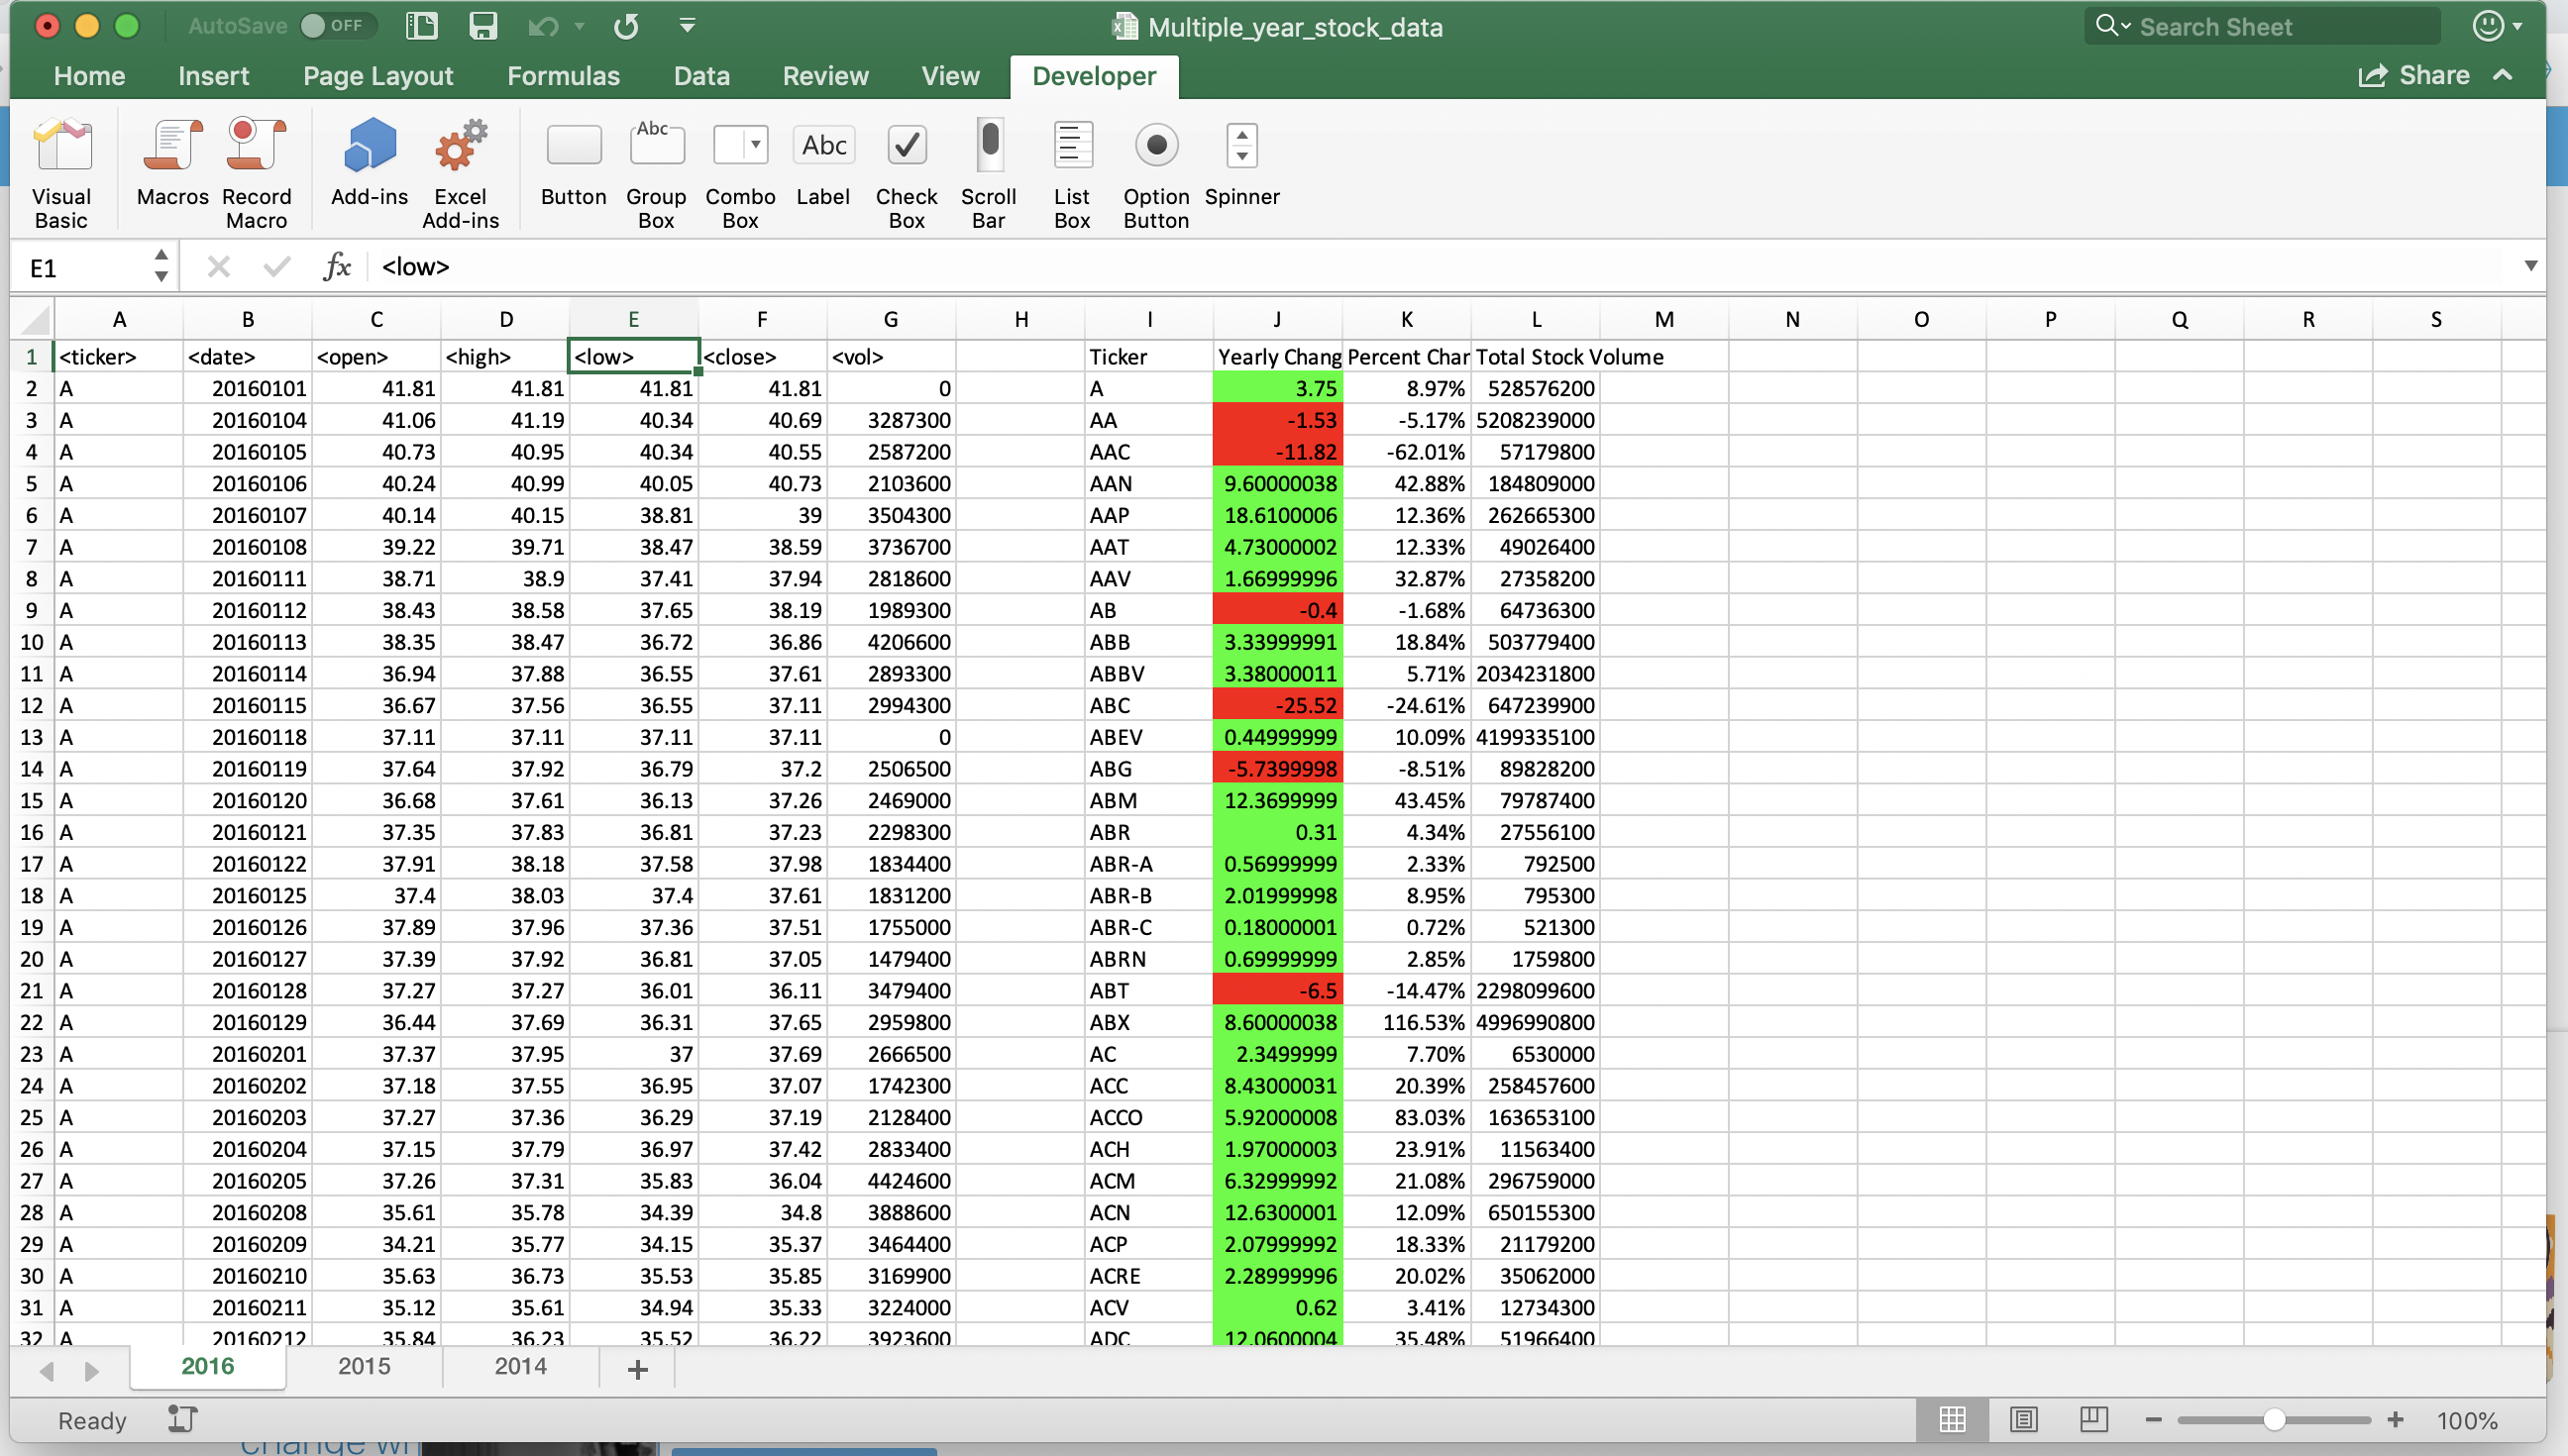 AutoSave OFF Multiple_year_stock_data Search Sheet
Home Insert Page Layout Formulas Data Review View Developer Share
Visual Basic Macros Record Macro Add-ins Excel Add-ins Button Group Box Combo Box Label Check Box Scroll Bar List Box Option Button Spinner
Abc Abc
E1 fx <low>
A B C D E F G H I J K L M N O P Q R S
1 <ticker> <date> <open> <high> <low> <close> <vol> Ticker Yearly Chang Percent Char Total Stock Volume
2 A 20160101 41.81 41.81 41.81 41.81 0 A 3.75 8.97% 528576200
3 A 20160104 41.06 41.19 40.34 40.69 3287300 AA -1.53 -5.17% 5208239000
4 A 20160105 40.73 40.95 40.34 40.55 2587200 AAC -11.82 -62.01% 57179800
5 A 20160106 40.24 40.99 40.05 40.73 2103600 AAN 9.60000038 42.88% 184809000
6 A 20160107 40.14 40.15 38.81 39 3504300 AAP 18.6100006 12.36% 262665300
7 A 20160108 39.22 39.71 38.47 38.59 3736700 AAT 4.73000002 12.33% 49026400
8 A 20160111 38.71 38.9 37.41 37.94 2818600 AAV 1.66999996 32.87% 27358200
9 A 20160112 38.43 38.58 37.65 38.19 1989300 AB -0.4 -1.68% 64736300
10 A 20160113 38.35 38.47 36.72 36.86 4206600 ABB 3.33999991 18.84% 503779400
11 A 20160114 36.94 37.88 36.55 37.61 2893300 ABBV 3.38000011 5.71% 2034231800
12 A 20160115 36.67 37.56 36.55 37.11 2994300 ABC -25.52 -24.61% 647239900
13 A 20160118 37.11 37.11 37.11 37.11 0 ABEV 0.44999999 10.09% 4199335100
14 A 20160119 37.64 37.92 36.79 37.2 2506500 ABG -5.7399998 -8.51% 89828200
15 A 20160120 36.68 37.61 36.13 37.26 2469000 ABM 12.3699999 43.45% 79787400
16 A 20160121 37.35 37.83 36.81 37.23 2298300 ABR 0.31 4.34% 27556100
17 A 20160122 37.91 38.18 37.58 37.98 1834400 ABR-A 0.56999999 2.33% 792500
18 A 20160125 37.4 38.03 37.4 37.61 1831200 ABR-B 2.01999998 8.95% 795300
19 A 20160126 37.89 37.96 37.36 37.51 1755000 ABR-C 0.18000001 0.72% 521300
20 A 20160127 37.39 37.92 36.81 37.05 1479400 ABRN 0.69999999 2.85% 1759800
21 A 20160128 37.27 37.27 36.01 36.11 3479400 ABT -6.5 -14.47% 2298099600
22 A 20160129 36.44 37.69 36.31 37.65 2959800 ABX 8.60000038 116.53% 4996990800
23 A 20160201 37.37 37.95 37 37.69 2666500 AC 2.3499999 7.70% 6530000
24 A 20160202 37.18 37.55 36.95 37.07 1742300 ACC 8.43000031 20.39% 258457600
25 A 20160203 37.27 37.36 36.29 37.19 2128400 ACCO 5.92000008 83.03% 163653100
26 A 20160204 37.15 37.79 36.97 37.42 2833400 ACH 1.97000003 23.91% 11563400
27 A 20160205 37.26 37.31 35.83 36.04 4424600 ACM 6.32999992 21.08% 296759000
28 A 20160208 35.61 35.78 34.39 34.8 3888600 ACN 12.6300001 12.09% 650155300
29 A 20160209 34.21 35.77 34.15 35.37 3464400 ACP 2.07999992 18.33% 21179200
30 A 20160210 35.63 36.73 35.53 35.85 3169900 ACRE 2.28999996 20.02% 35062000
31 A 20160211 35.12 35.61 34.94 35.33 3224000 ACV 0.62 3.41% 12734300
32 A 20160212 35.84 36.23 35.52 36.22 3923600 ADC 12.0600004 35.48% 51966400
2016 2015 2014 +
Ready 100%
change wi